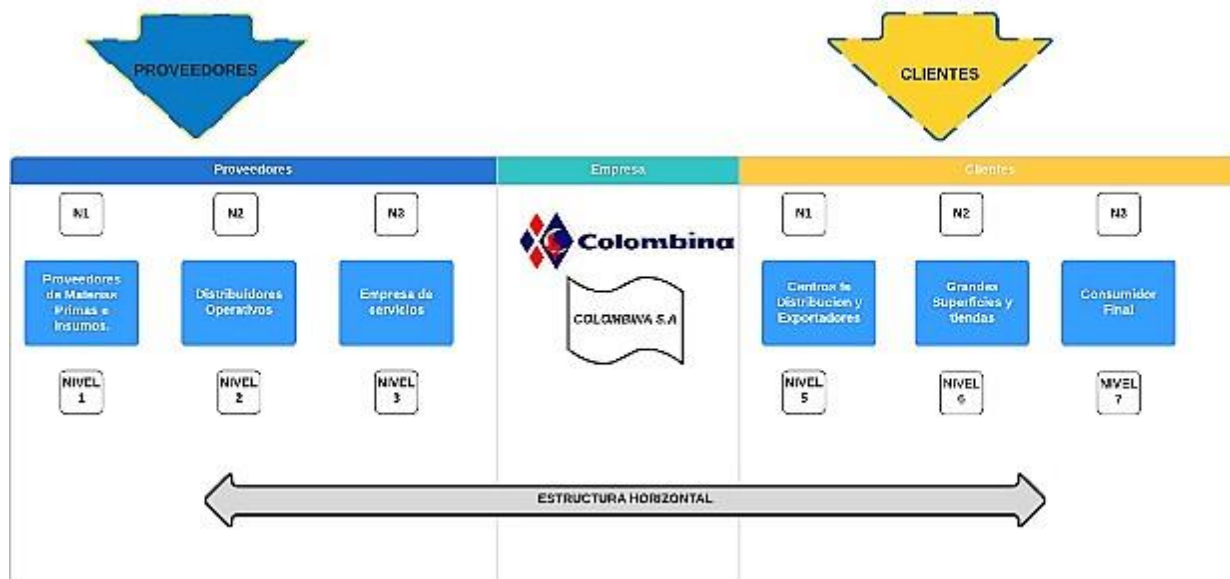 PROVEEDORES
CLIENTES
Proveedores
Empresa
Clientes
N1
N2
N3
N1
N2
N3
Colombina
COLOMBINA S.A
Proveedores
de Materias
Primas e
Insumos.
Distribuidores
Operativos
Empresa de
servicios
Centros fe
Distribucion y
Exportadores
Grandes
Superficies y
tiendas
Consumidor
Final
NIVEL
1
NIVEL
2
NIVEL
3
NIVEL
5
NIVEL
6
NIVEL
7
ESTRUCTURA HORIZONTAL